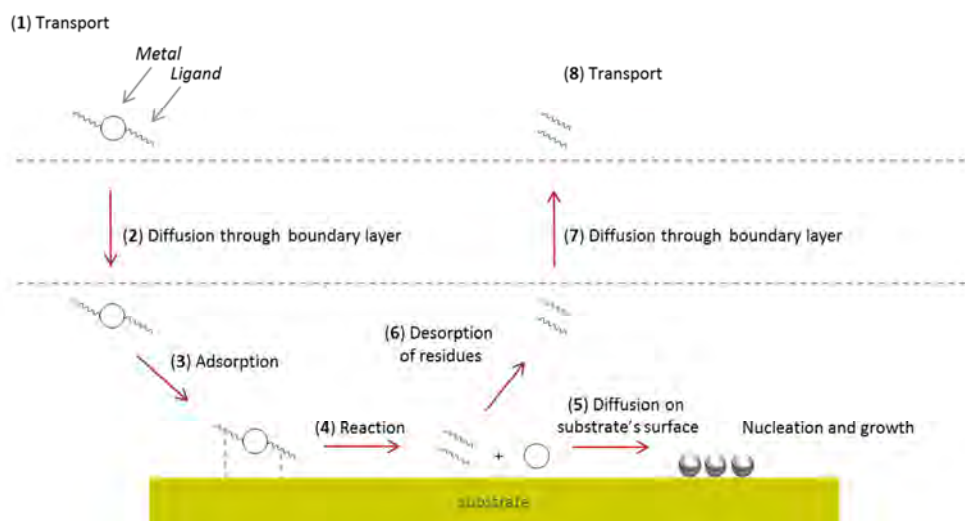 (1) Transport
Metal
Ligand
(8) Transport
(2) Diffusion through boundary layer
(7) Diffusion through boundary layer
(3) Adsorption
(6) Desorption
of residues
(4) Reaction
+
(5) Diffusion on
substrate's surface
Nucleation and growth
substrate